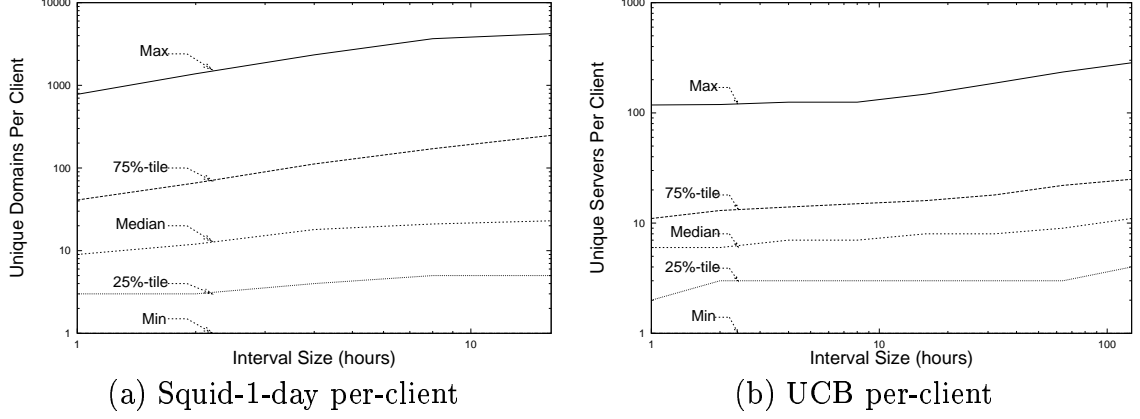 10000
1000
100
10
1
Unique Domains Per Client
Max
75%-tile
Median
25%-tile
Min
1
10
Interval Size (hours)
(a) Squid-1-day per-client
1000
100
10
1
Unique Servers Per Client
Max
75%-tile
Median
25%-tile
Min
1
10
100
Interval Size (hours)
(b) UCB per-client